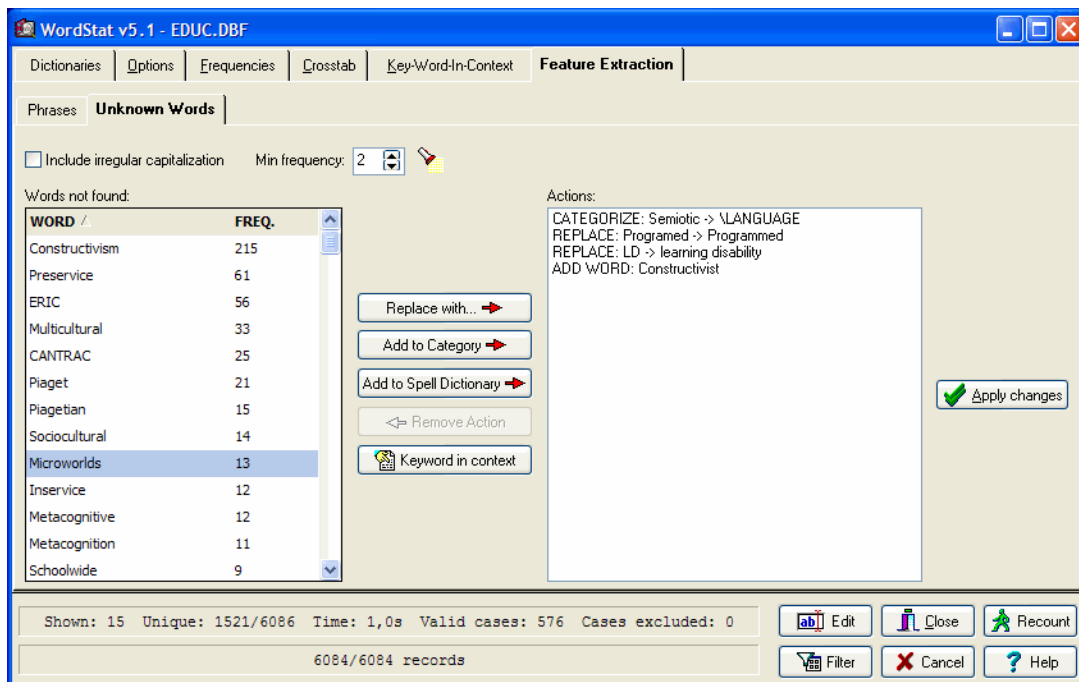 WordStat v5.1 - EDUC.DBF
Dictionaries Options Frequencies Crosstab Key-Word-In-Context Feature Extraction
Phrases Unknown Words
Include irregular capitalization Min frequency: 2
Words not found:
WORD FREQ.
Constructivism 215
Preservice 61
ERIC 56
Multicultural 33
CANTRAC 25
Piaget 21
Piagetian 15
Sociocultural 14
Microworlds 13
Inservice 12
Metacognitive 12
Metacognition 11
Schoolwide 9
Replace with...
Add to Category
Add to Spell Dictionary
Remove Action
Keyword in context
Actions:
CATEGORIZE: Semiotic -> \LANGUAGE
REPLACE: Programed -> Programmed
REPLACE: LD -> learning disability
ADD WORD: Constructivist
Apply changes
Shown: 15 Unique: 1521/6086 Time: 1,0s Valid cases: 576 Cases excluded: 0
6084/6084 records
ab Edit Close Recount
Filter Cancel Help